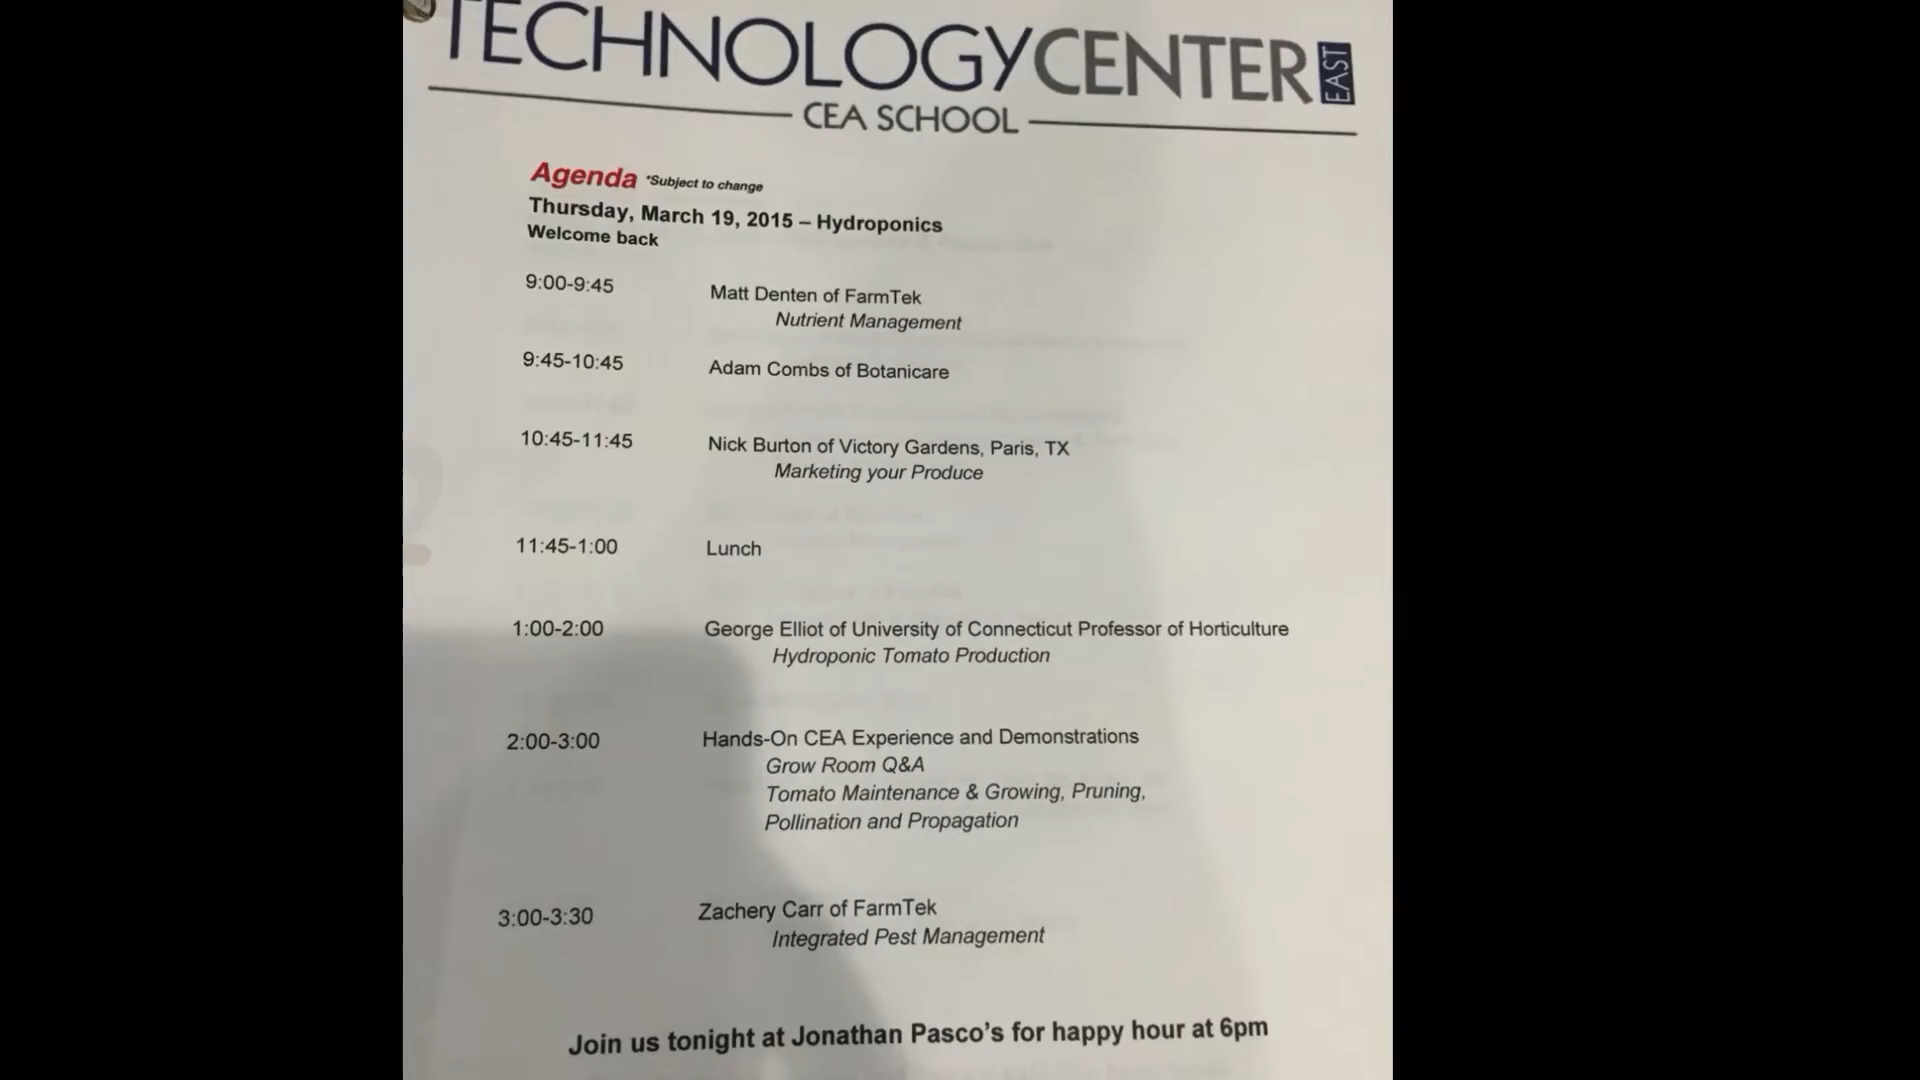 TECHNOLOGYCENTER EAST
CEA SCHOOL
Agenda *Subject to change
Thursday, March 19, 2015 – Hydroponics
Welcome back
9:00-9:45 Matt Denten of FarmTek
Nutrient Management
9:45-10:45 Adam Combs of Botanicare
10:45-11:45 Nick Burton of Victory Gardens, Paris, TX
Marketing your Produce
11:45-1:00 Lunch
1:00-2:00 George Elliot of University of Connecticut Professor of Horticulture
Hydroponic Tomato Production
2:00-3:00 Hands-On CEA Experience and Demonstrations
Grow Room Q&A
Tomato Maintenance & Growing, Pruning,
Pollination and Propagation
3:00-3:30 Zachery Carr of FarmTek
Integrated Pest Management
Join us tonight at Jonathan Pasco's for happy hour at 6pm